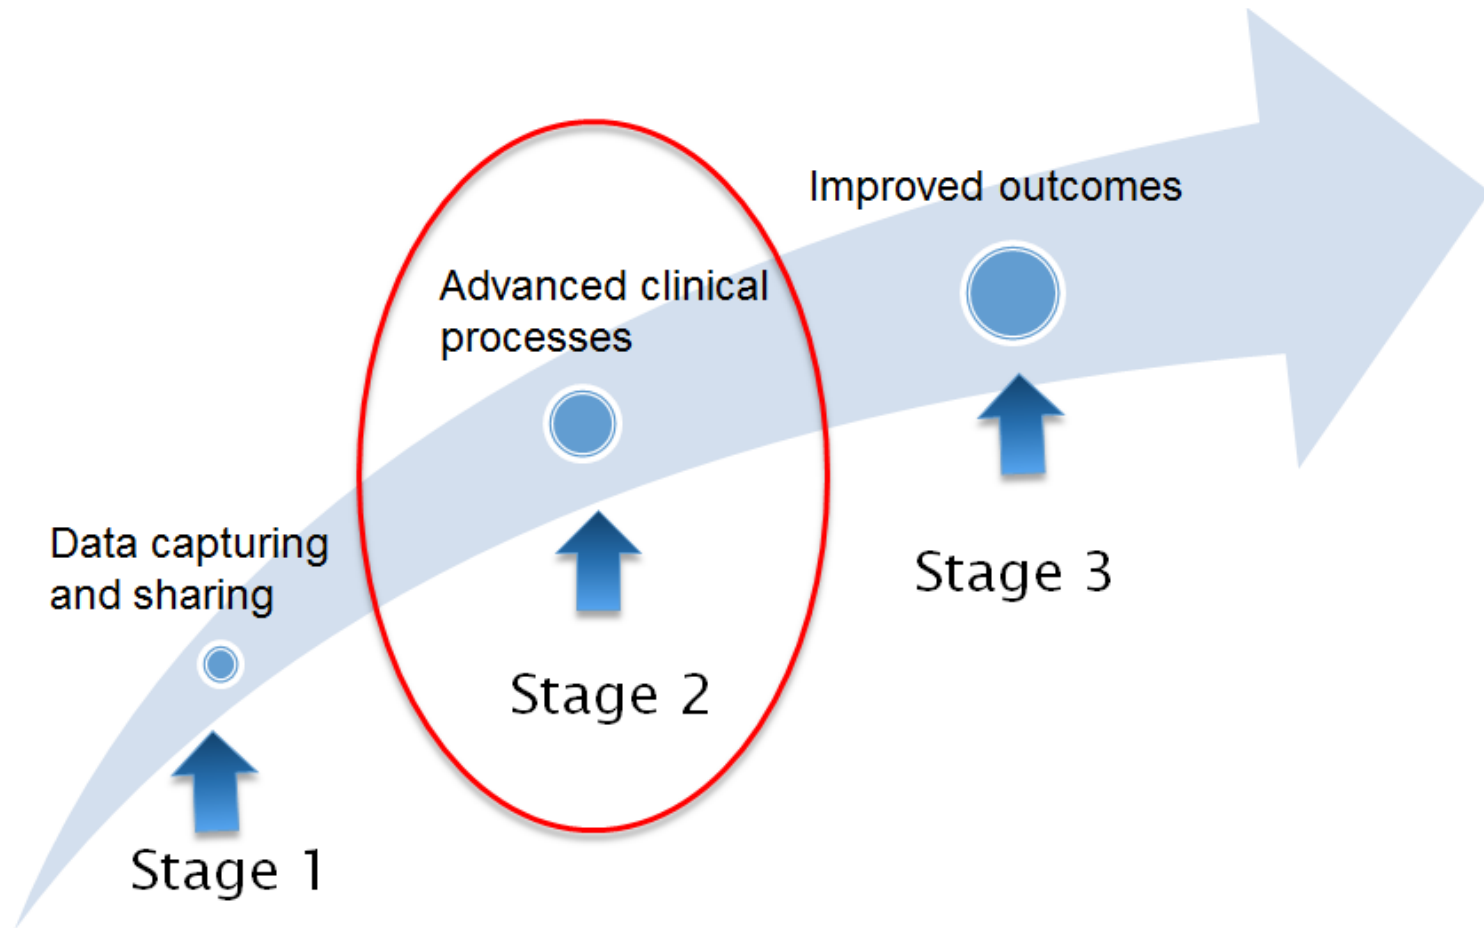 Improved outcomes
Advanced clinical
processes
Data capturing
and sharing
Stage 3
Stage 2
Stage 1